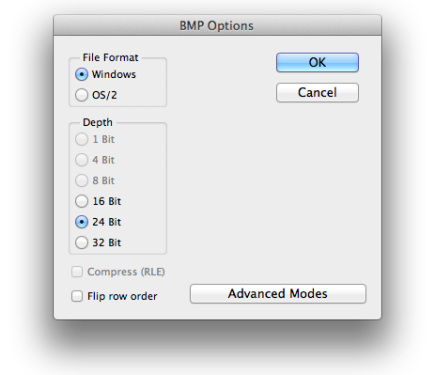 BMP Options
File Format
Windows
OS/2
OK
Cancel
Depth
1 Bit
4 Bit
8 Bit
16 Bit
24 Bit
32 Bit
Compress (RLE)
Flip row order
Advanced Modes